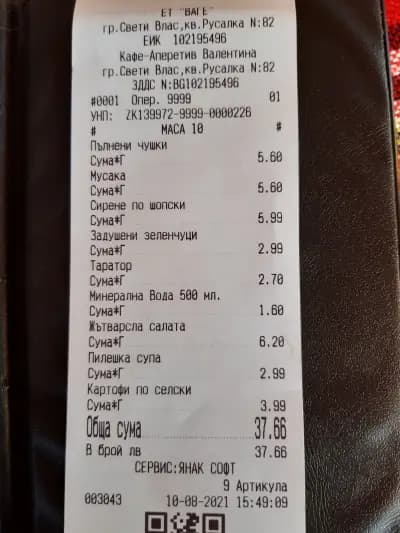 ЕТ "ВАГЕ"
гр.Свети Влас,кв.Русалка N:82
ЕИК 102195496
Кафе-Аперетив Валентина
гр.Свети Влас,кв.Русалка N:82
ЗДДС N:BG102195496
#0001 Опер. 9999 01
УНП: ZK139972-9999-0000226
# МАСА 10 #
Пълнени чушки
Сума*Г 5.60
Мусака
Сума*Г 5.60
Сирене по шопски
Сума*Г 5.99
Задушени зеленчуци
Сума*Г 2.99
Таратор
Сума*Г 2.70
Минерална Вода 500 мл.
Сума*Г 1.60
Жътварсла салата
Сума*Г 6.20
Пилешка супа
Сума*Г 2.99
Картофи по селски
Сума*Г 3.99
Обща сума 37.66
В брой лв 37.66
СЕРВИС:ЯНАК СОФТ
9 Артикула
003043 10-08-2021 15:49:09